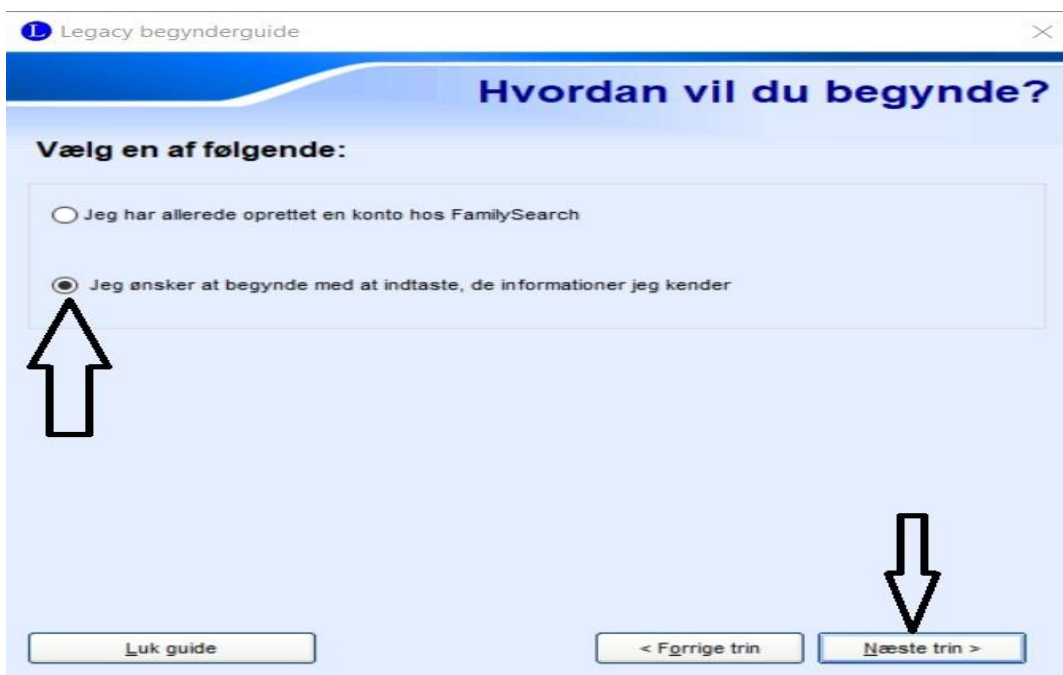 Legacy begynderguide
Hvordan vil du begynde?
Vælg en af følgende:
Jeg har allerede oprettet en konto hos FamilySearch
Jeg ønsker at begynde med at indtaste, de informationer jeg kender
Luk guide
< Forrige trin
Næste trin >